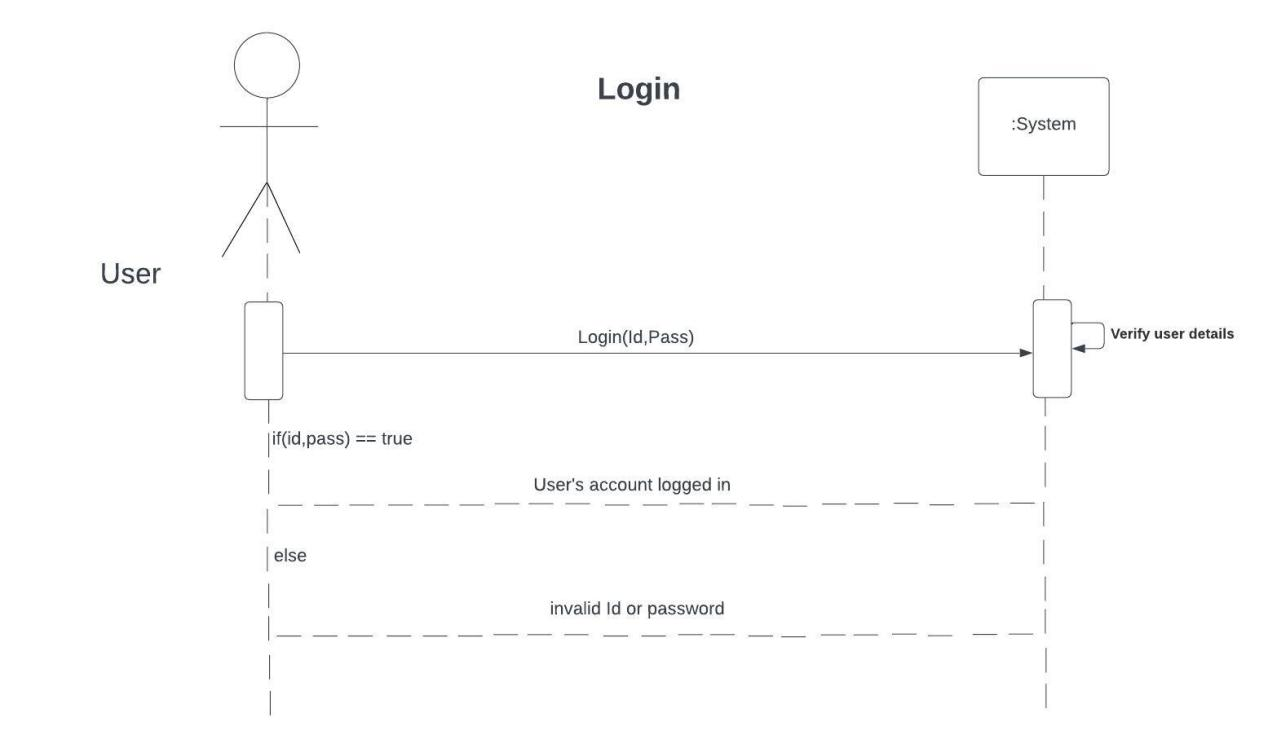 Login
:System
User
Login(Id,Pass)
Verify user details
if(id,pass) == true
User's account logged in
else
invalid Id or password